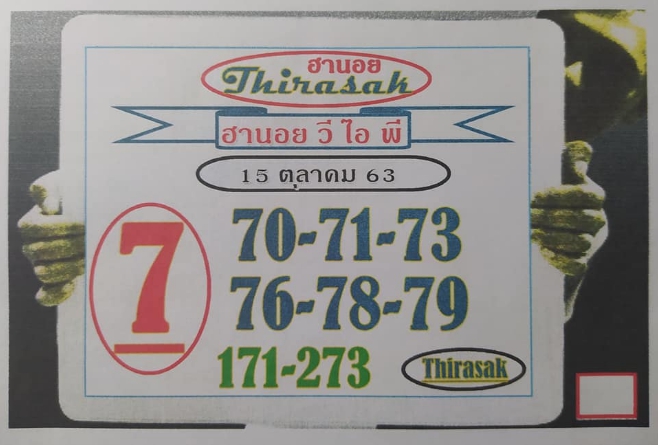 ฮานอย
Thirasak
ฮานอย วี ไอ พี
15 ตุลาคม 63
7
70-71-73
76-78-79
171-273
Thirasak